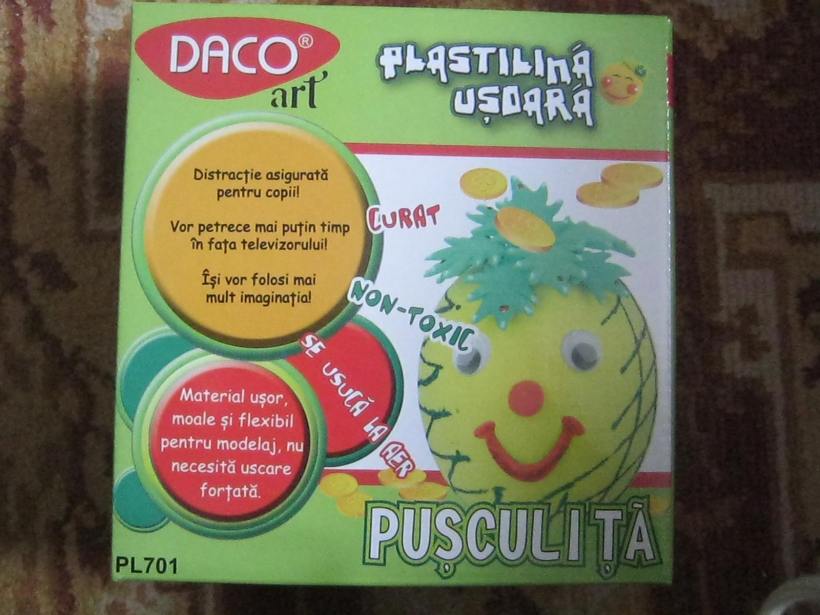 DACO®
art
PLASTILINĂ
UȘOARĂ
Distracție asigurată
pentru copii!
Vor petrece mai puțin timp
în fața televizorului!
Își vor folosi mai
mult imaginația!
CURAT
NON-TOXIC
SE USUCĂ LA AER
Material ușor,
moale și flexibil
pentru modelaj, nu
necesită uscare
forțată.
PUȘCULIȚĂ
PL701